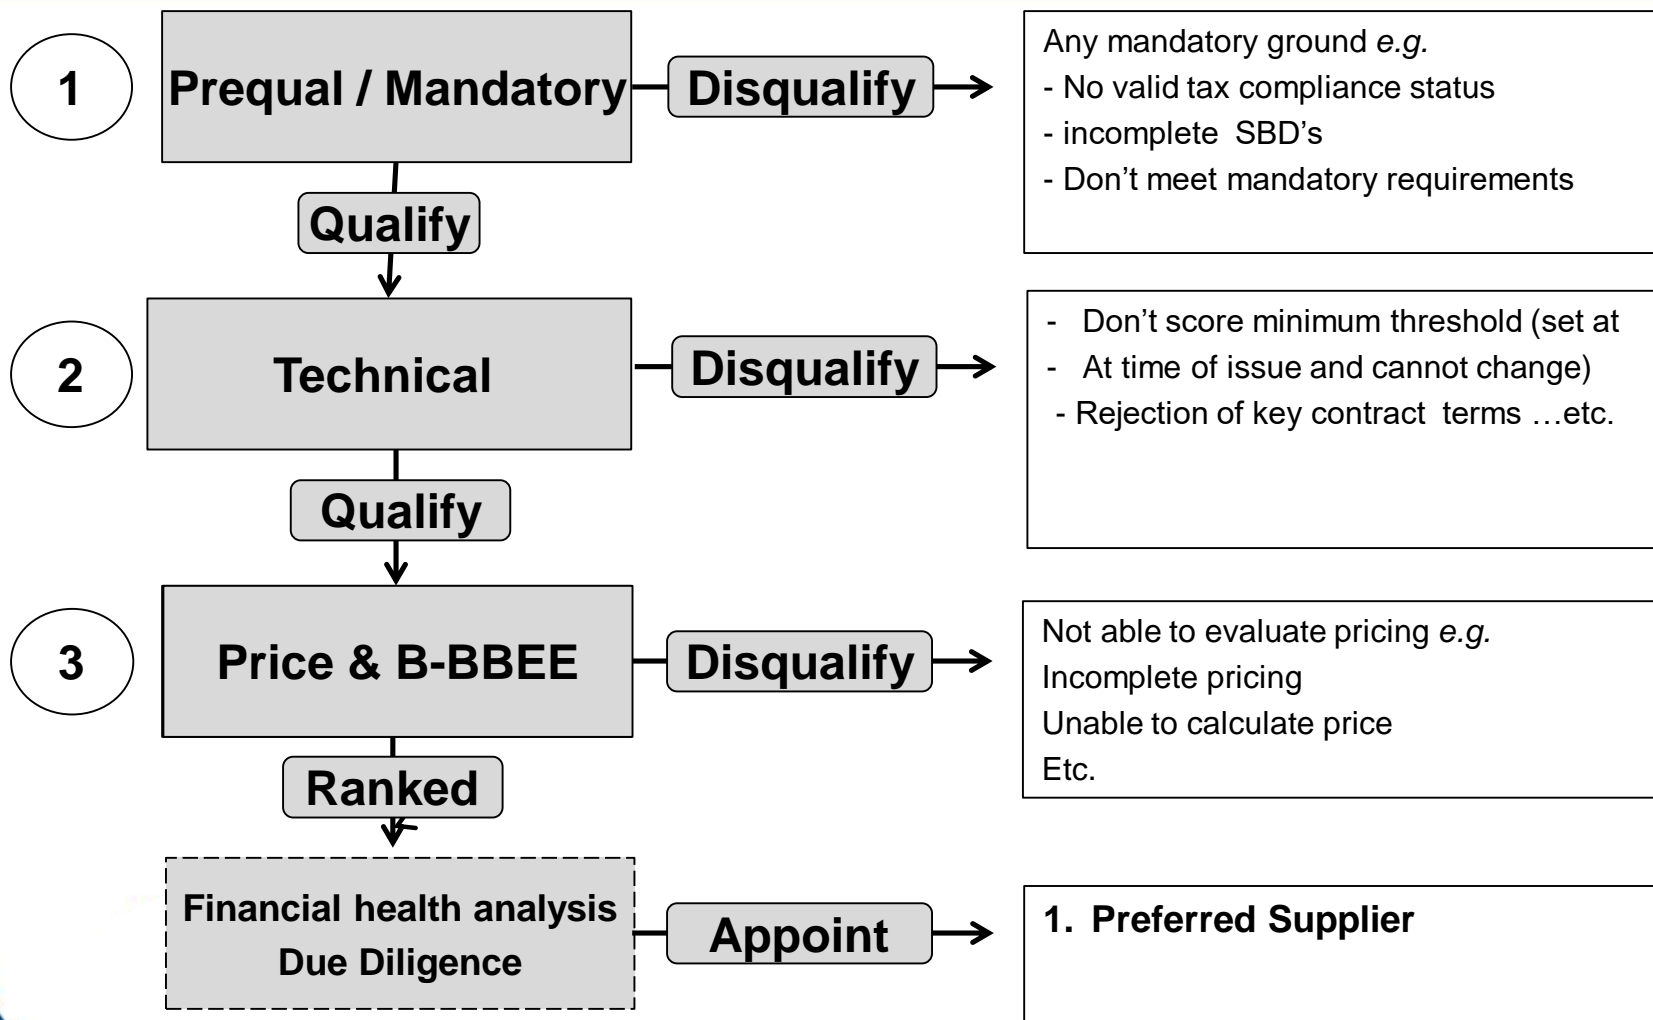 1
Prequal / Mandatory
Disqualify
Any mandatory ground e.g.
- No valid tax compliance status
- incomplete SBD’s
- Don’t meet mandatory requirements
Qualify
2
Technical
Disqualify
- Don’t score minimum threshold (set at
- At time of issue and cannot change)
- Rejection of key contract terms …etc.
Qualify
3
Price & B-BBEE
Disqualify
Not able to evaluate pricing e.g.
Incomplete pricing
Unable to calculate price
Etc.
Ranked
Financial health analysis
Due Diligence
Appoint
1. Preferred Supplier